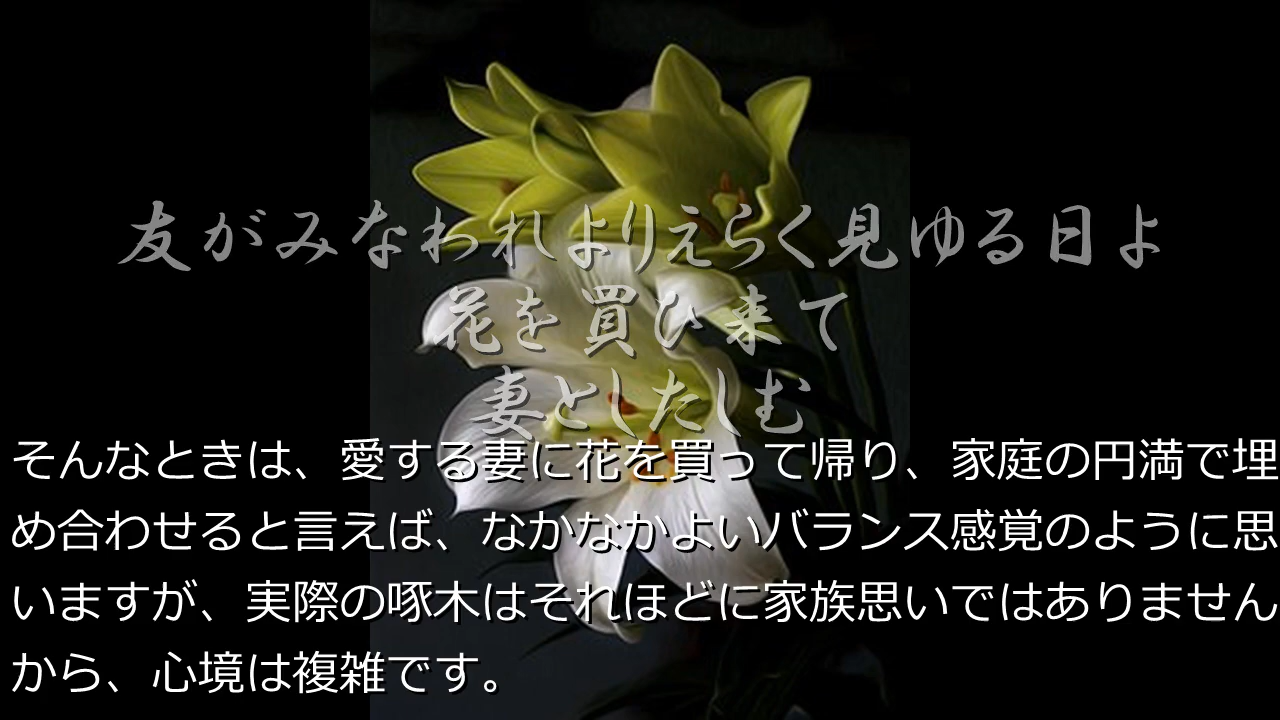 友がみなわれよりえらく見ゆる日よ
花を買ひ来て
妻としたしむ
そんなときは、愛する妻に花を買って帰り、家庭の円満で埋
め合わせると言えば、なかなかよいバランス感覚のように思
いますが、実際の啄木はそれほどに家族思いではありません
から、心境は複雑です。